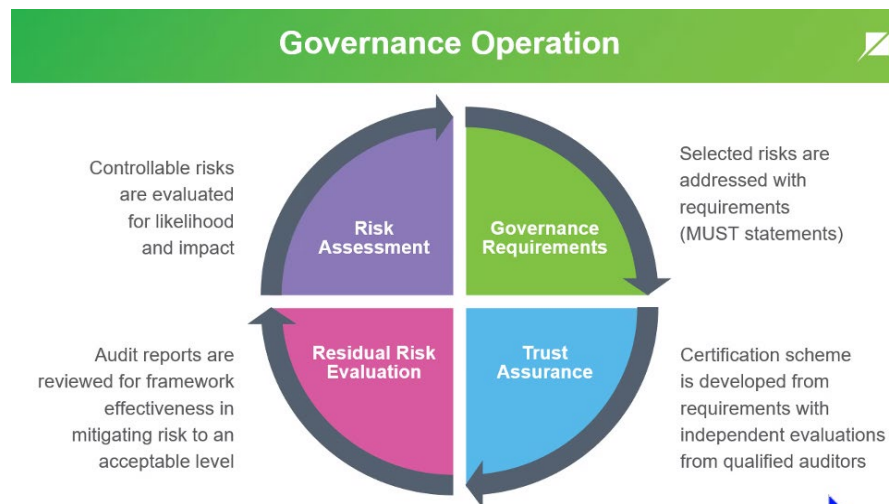 Governance Operation
Controllable risks
are evaluated
for likelihood
and impact
Risk
Assessment
Governance
Requirements
Selected risks are
addressed with
requirements
(MUST statements)
Audit reports are
reviewed for framework
effectiveness in
mitigating risk to an
acceptable level
Residual Risk
Evaluation
Trust
Assurance
Certification scheme
is developed from
requirements with
independent evaluations
from qualified auditors